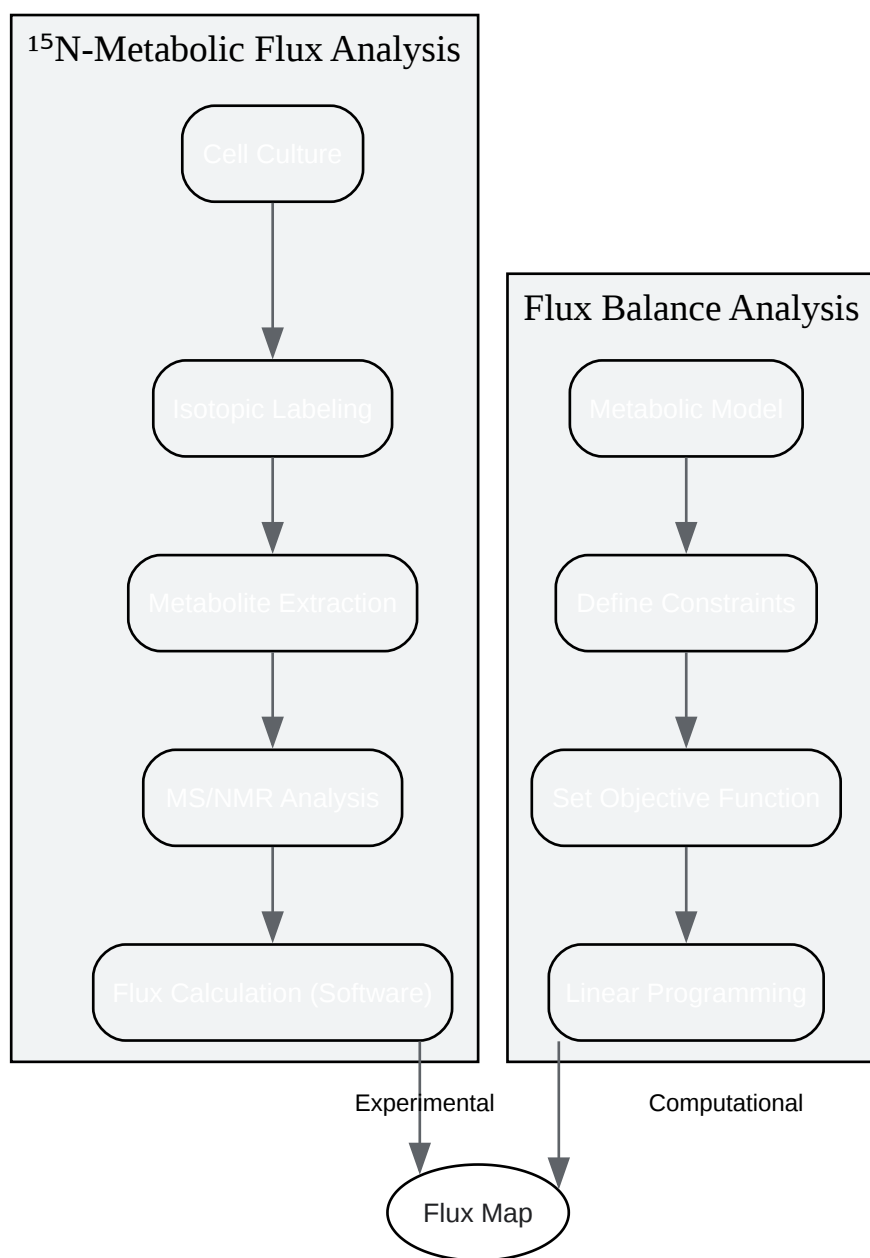 ¹⁵N-Metabolic Flux Analysis
Cell Culture
Isotopic Labeling
Metabolite Extraction
MS/NMR Analysis
Flux Calculation (Software)
Flux Balance Analysis
Metabolic Model
Define Constraints
Set Objective Function
Linear Programming
Experimental
Computational
Flux Map